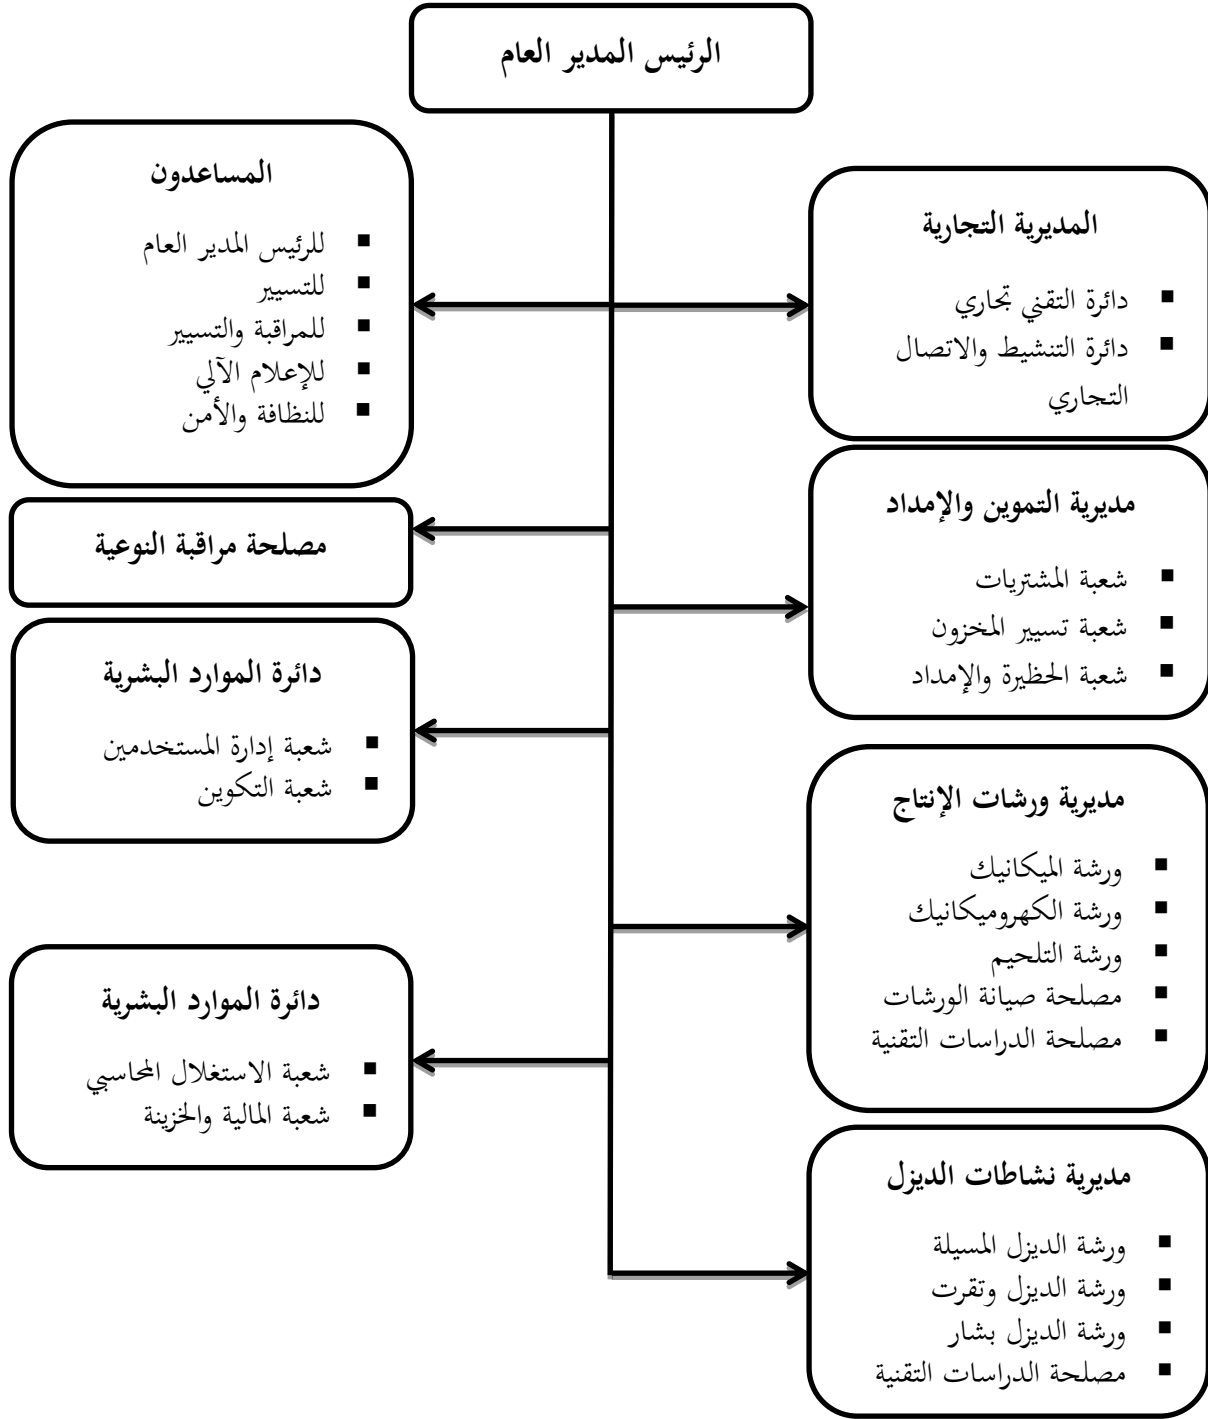 الرئيس المدير العام
المديرية التجارية
دائرة التقني تجاري
دائرة التنشيط والاتصال
التجاري
مديرية التموين والإمداد
شعبة المشتريات
شعبة تسيير المخزون
شعبة الحظيرة والإمداد
مديرية ورشات الإنتاج
ورشة الميكانيك
ورشة الكهروميكانيك
ورشة التلحيم
مصلحة صيانة الورشات
مصلحة الدراسات التقنية
مديرية نشاطات الديزل
ورشة الديزل المسيلة
ورشة الديزل وتقرت
ورشة الديزل بشار
مصلحة الدراسات التقنية
المساعدون
للرئيس المدير العام
للتسيير
للمراقبة والتسيير
للإعلام الآلي
للنظافة والأمن
مصلحة مراقبة النوعية
دائرة الموارد البشرية
شعبة إدارة المستخدمين
شعبة التكوين
دائرة الموارد البشرية
شعبة الاستغلال المحاسبي
شعبة المالية والخزينة